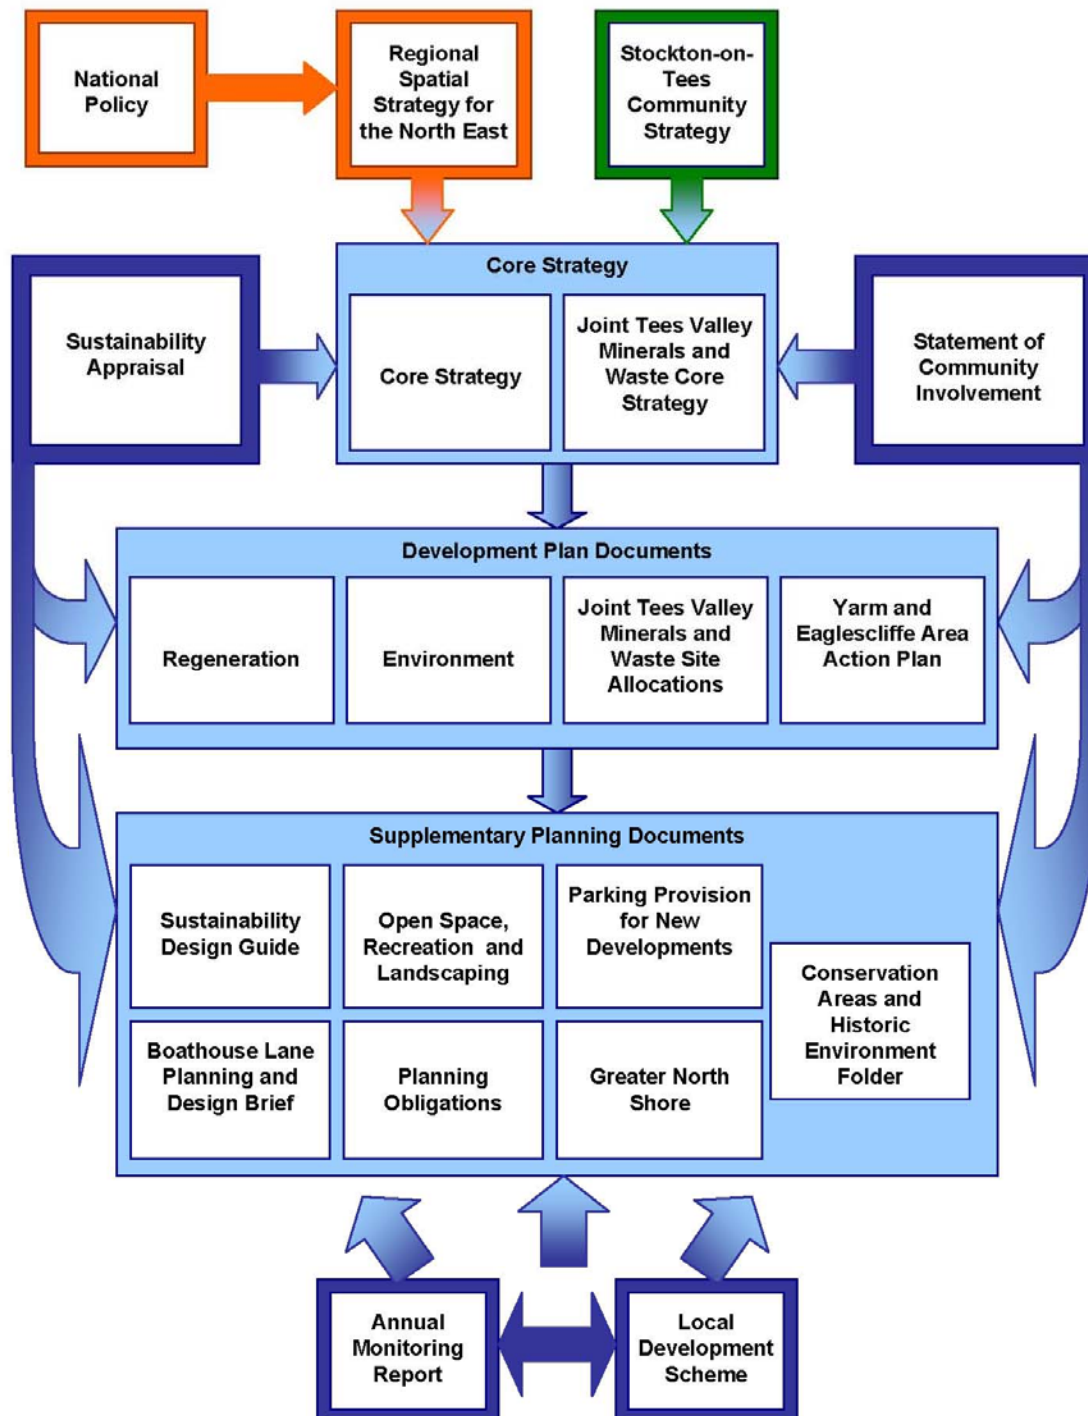 National
Policy
Regional
Spatial
Strategy for
the North East
Stockton-on-
Tees
Community
Strategy
Sustainability
Appraisal
Core Strategy
Core Strategy
Joint Tees Valley
Minerals and
Waste Core
Strategy
Statement of
Community
Involvement
Development Plan Documents
Regeneration
Environment
Joint Tees Valley
Minerals and
Waste Site
Allocations
Yarm and
Eaglescliffe Area
Action Plan
Supplementary Planning Documents
Sustainability
Design Guide
Open Space,
Recreation and
Landscaping
Parking Provision
for New
Developments
Conservation
Areas and
Historic
Environment
Folder
Boathouse Lane
Planning and
Design Brief
Planning
Obligations
Greater North
Shore
Annual
Monitoring
Report
Local
Development
Scheme